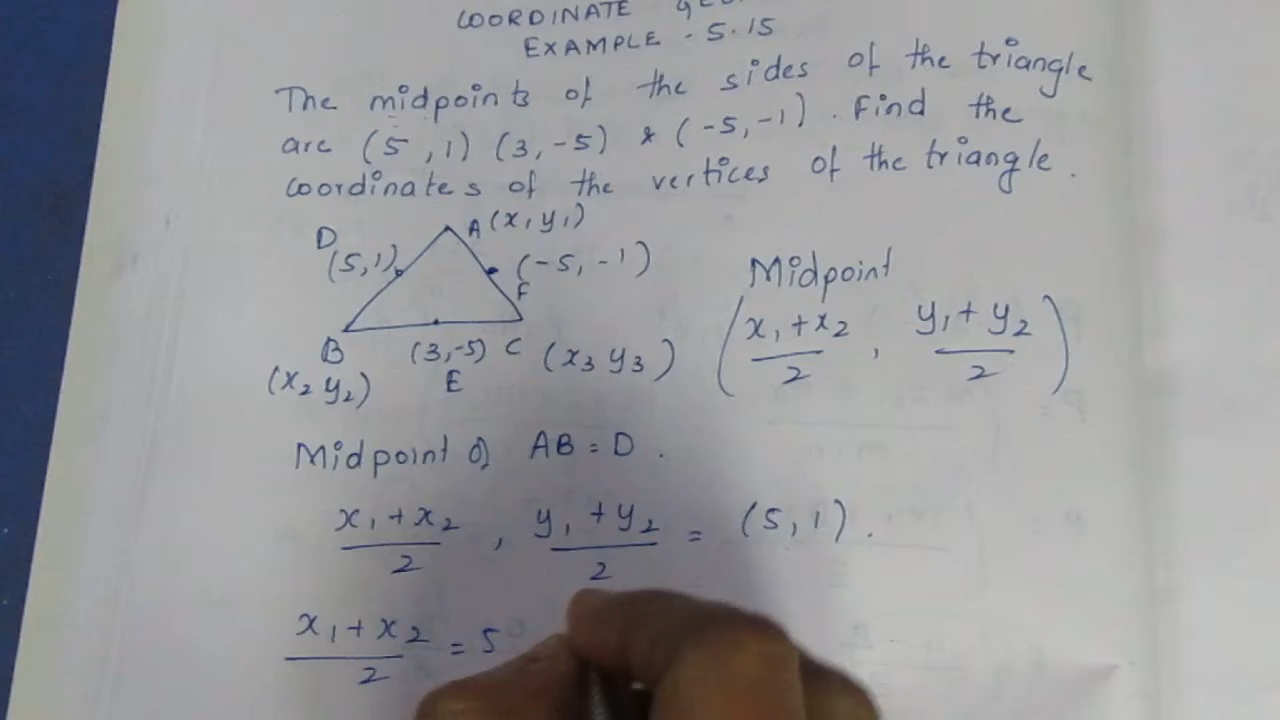 COORDINATE
EXAMPLE - 5.15
The midpoints of the sides of the triangle
are (5, 1) (3, -5) & (-5, -1). Find the
coordinates of the vertices of the triangle.
A (x1 y1)
D
(5, 1)
(-5, -1)
F
B
(3, -5)
C
(x3 y3)
(x2 y2)
E
Midpoint
(x1 + x2 / 2 , y1 + y2 / 2)
Midpoint of AB = D.
x1 + x2 / 2 , y1 + y2 / 2 = (5, 1).
x1 + x2 / 2 = 5